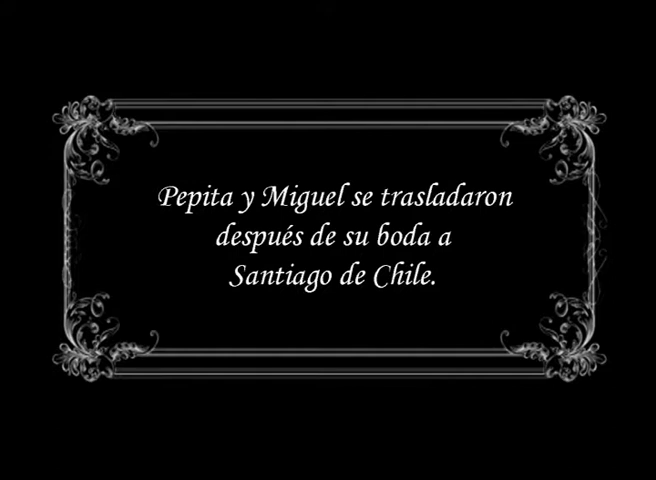 Pepita y Miguel se trasladaron
después de su boda a
Santiago de Chile.